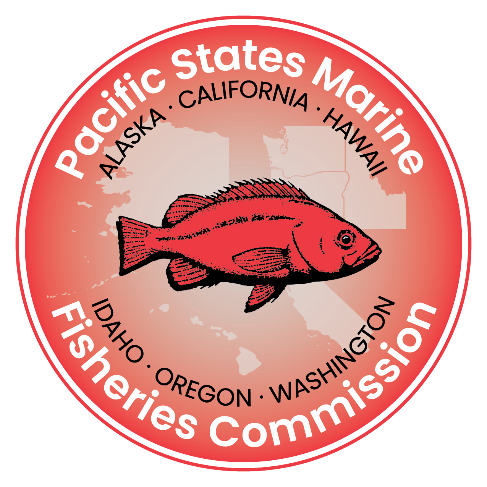 Pacific States Marine
ALASKA · CALIFORNIA · HAWAII
IDAHO · OREGON · WASHINGTON
Fisheries Commission